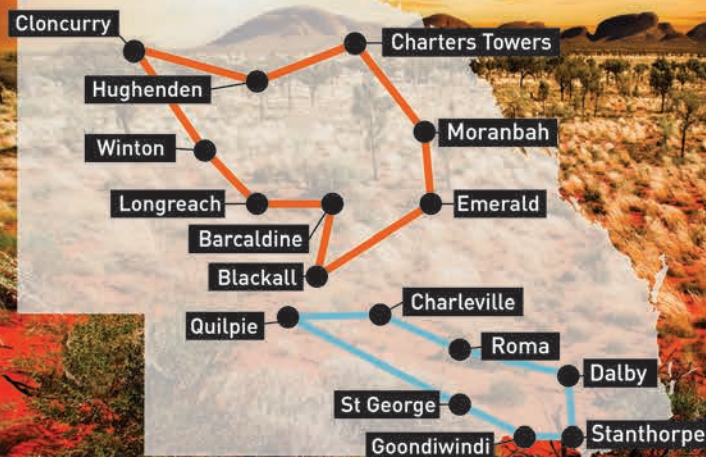 Cloncurry
Charters Towers
Hughenden
Moranbah
Winton
Longreach
Emerald
Barcaldine
Blackall
Charleville
Quilpie
Roma
Dalby
St George
Stanthorpe
Goondiwindi